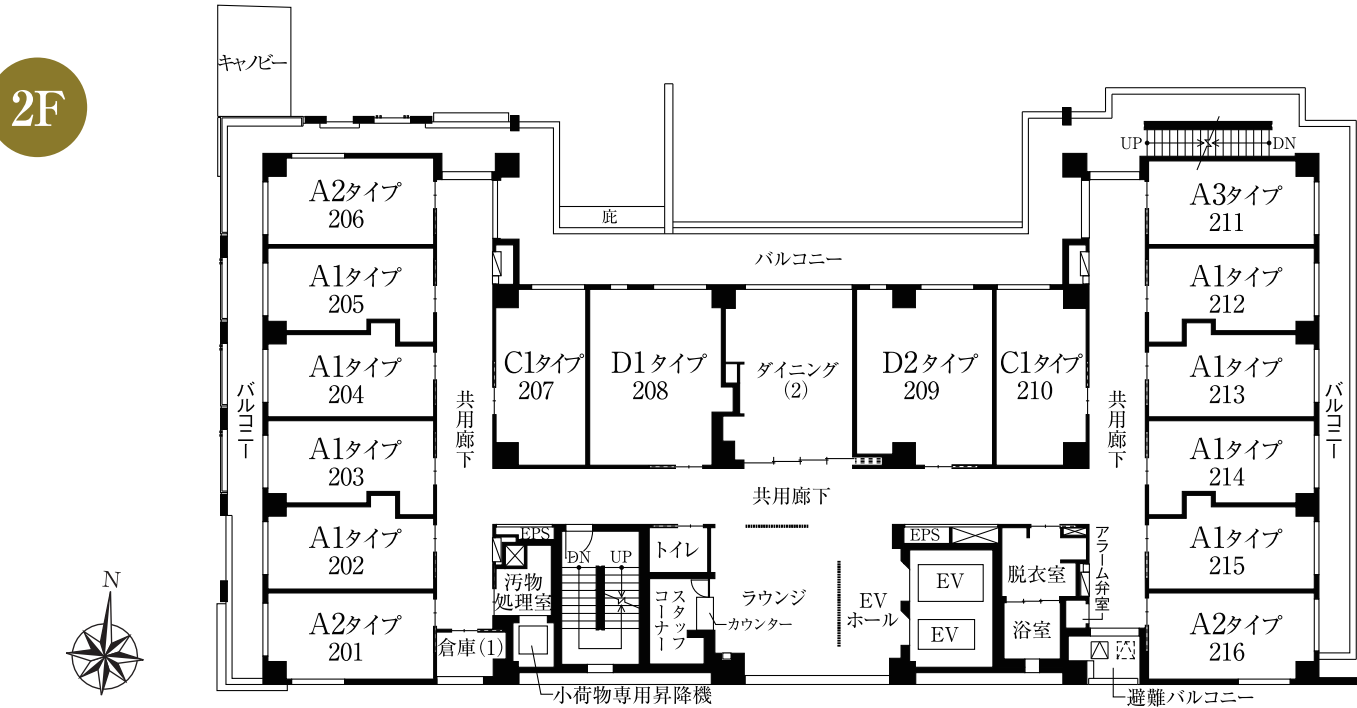 キャノピー
2F
UP
DN
A2タイプ
206
A3タイプ
211
庇
バルコニー
A1タイプ
205
A1タイプ
212
C1タイプ
207
D1タイプ
208
ダイニング
(2)
D2タイプ
209
C1タイプ
210
A1タイプ
204
A1タイプ
213
バルコニー
共用廊下
共用廊下
バルコニー
A1タイプ
203
A1タイプ
214
共用廊下
A1タイプ
202
A1タイプ
215
EPS
DN
UP
トイレ
EPS
アラーム弁室
汚物
処理室
EV
脱衣室
スタッフ
コーナー
ラウンジ
EV
ホール
カウンター
EV
浴室
N
A2タイプ
201
倉庫(1)
A2タイプ
216
小荷物専用昇降機
避難バルコニー